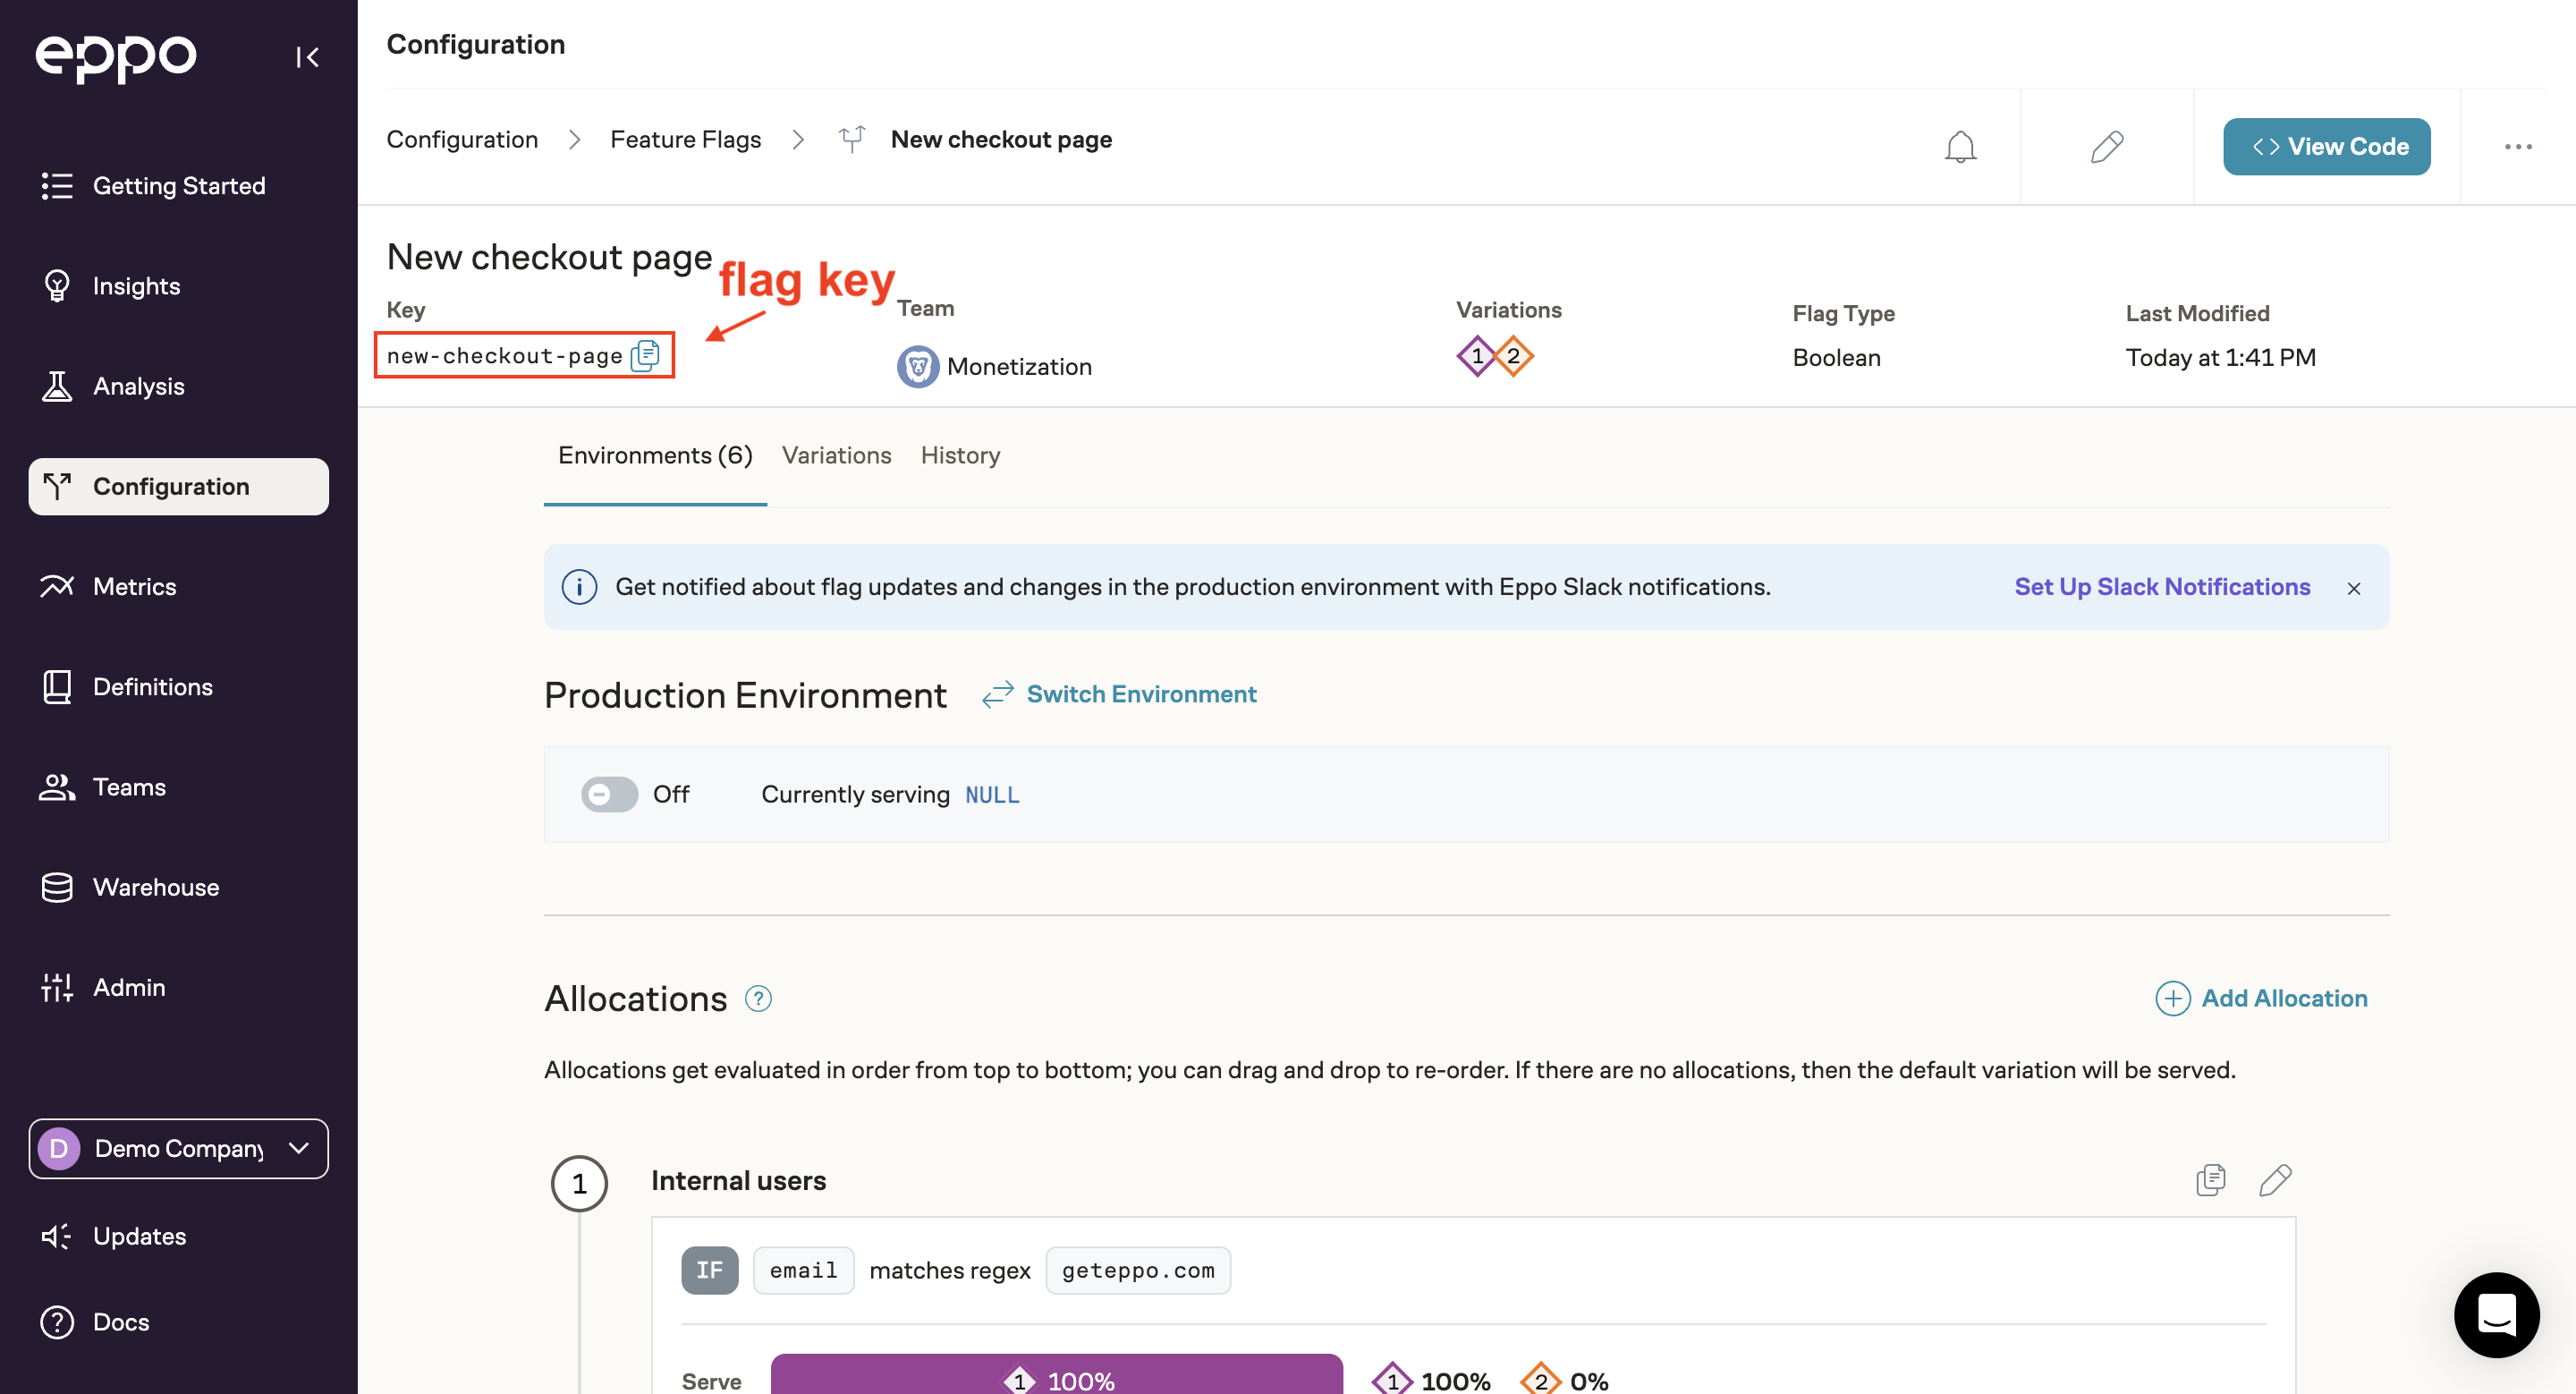 eppo
Getting Started
Insights
Analysis
Configuration
Metrics
Definitions
Teams
Warehouse
Admin
D Demo Company
Updates
Docs
Configuration
Configuration > Feature Flags > New checkout page
<> View Code
New checkout page
flag key
Key
new-checkout-page
Team
Monetization
Variations
1 2
Flag Type
Boolean
Last Modified
Today at 1:41 PM
Environments (6) Variations History
Get notified about flag updates and changes in the production environment with Eppo Slack notifications. Set Up Slack Notifications ×
Production Environment Switch Environment
Off Currently serving NULL
Allocations ? + Add Allocation
Allocations get evaluated in order from top to bottom; you can drag and drop to re-order. If there are no allocations, then the default variation will be served.
1 Internal users
IF email matches regex geteppo.com
Serve 1 100% 1 100% 2 0%